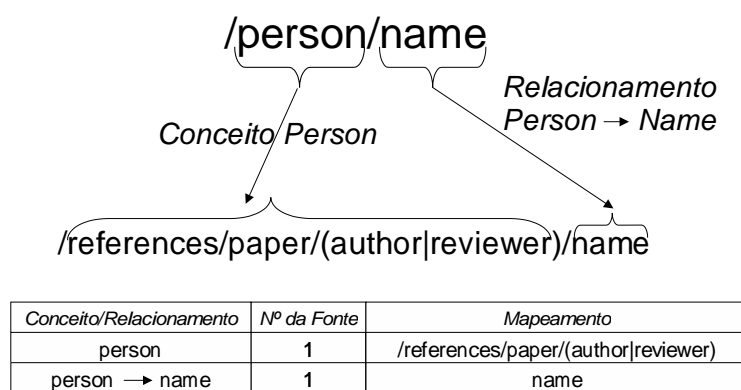 /person/name
Relacionamento
Person → Name
Conceito Person
/references/paper/(author|reviewer)/name
Conceito/Relacionamento Nº da Fonte Mapeamento
person 1 /references/paper/(author|reviewer)
person → name 1 name